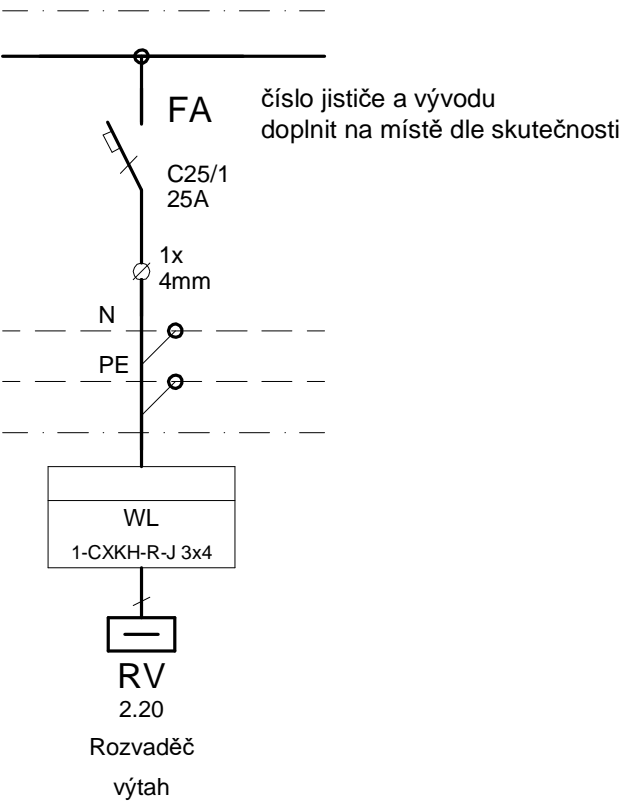 FA
číslo jističe a vývodu
doplnit na místě dle skutečnosti
C25/1
25A
1x
4mm
N
PE
WL
1-CXKH-R-J 3x4
RV
2.20
Rozvaděč
výtah